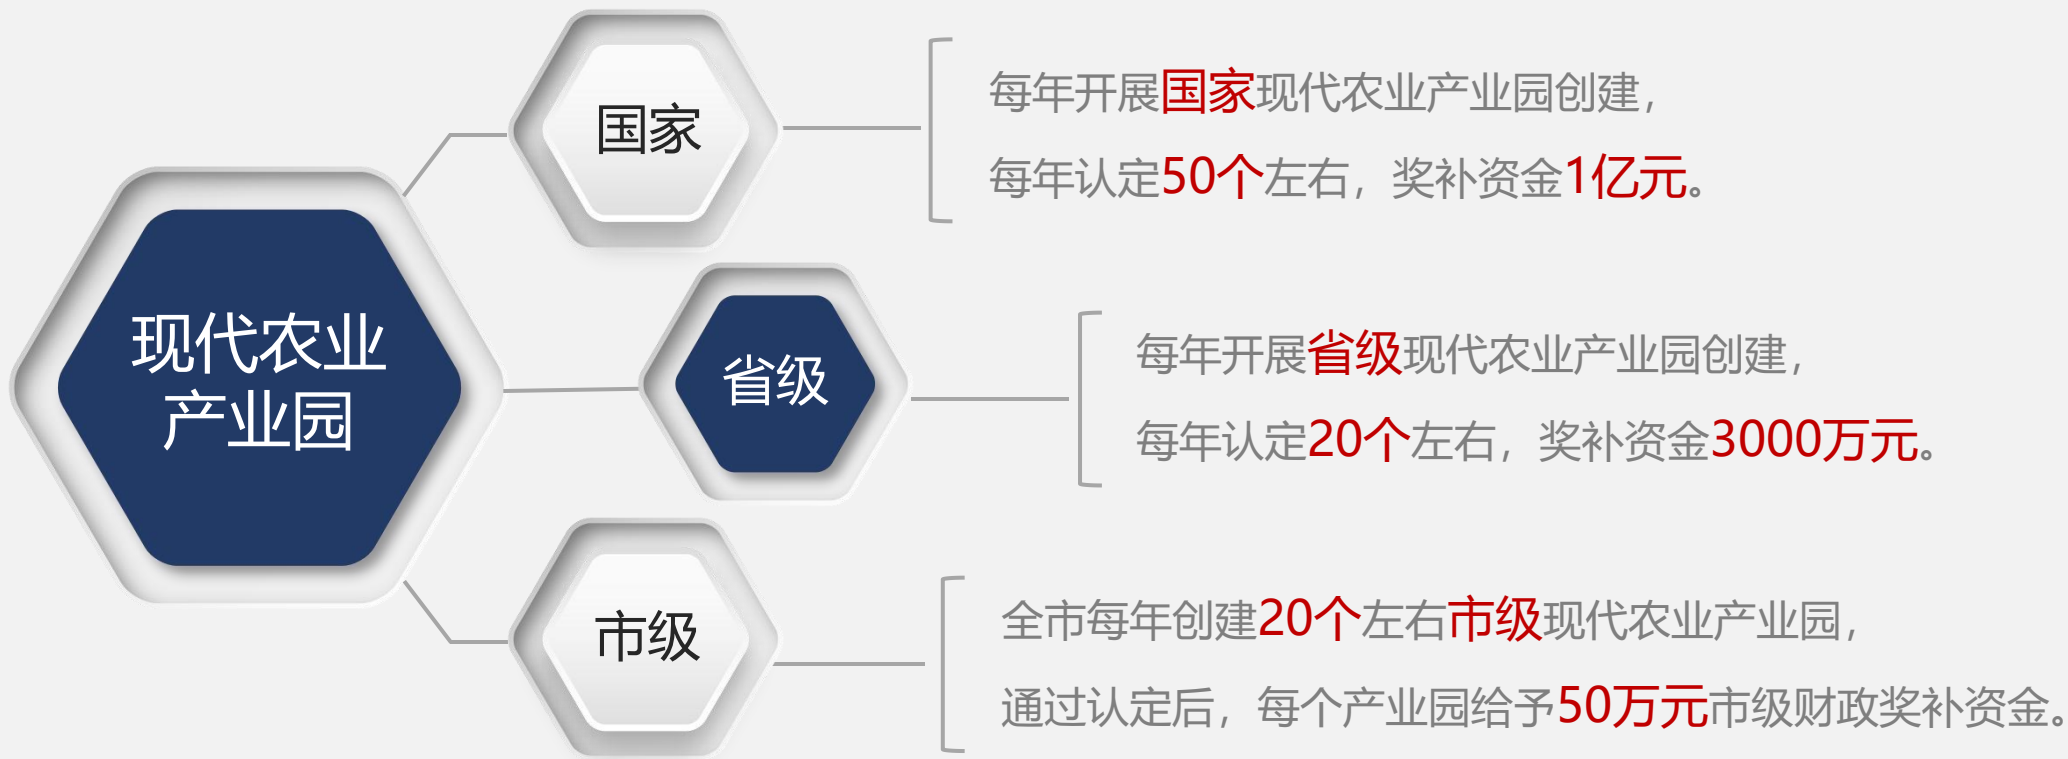 现代农业
产业园
国家
每年开展国家现代农业产业园创建,
每年认定50个左右，奖补资金1亿元。
省级
每年开展省级现代农业产业园创建,
每年认定20个左右，奖补资金3000万元。
市级
全市每年创建20个左右市级现代农业产业园，
通过认定后，每个产业园给予50万元市级财政奖补资金。